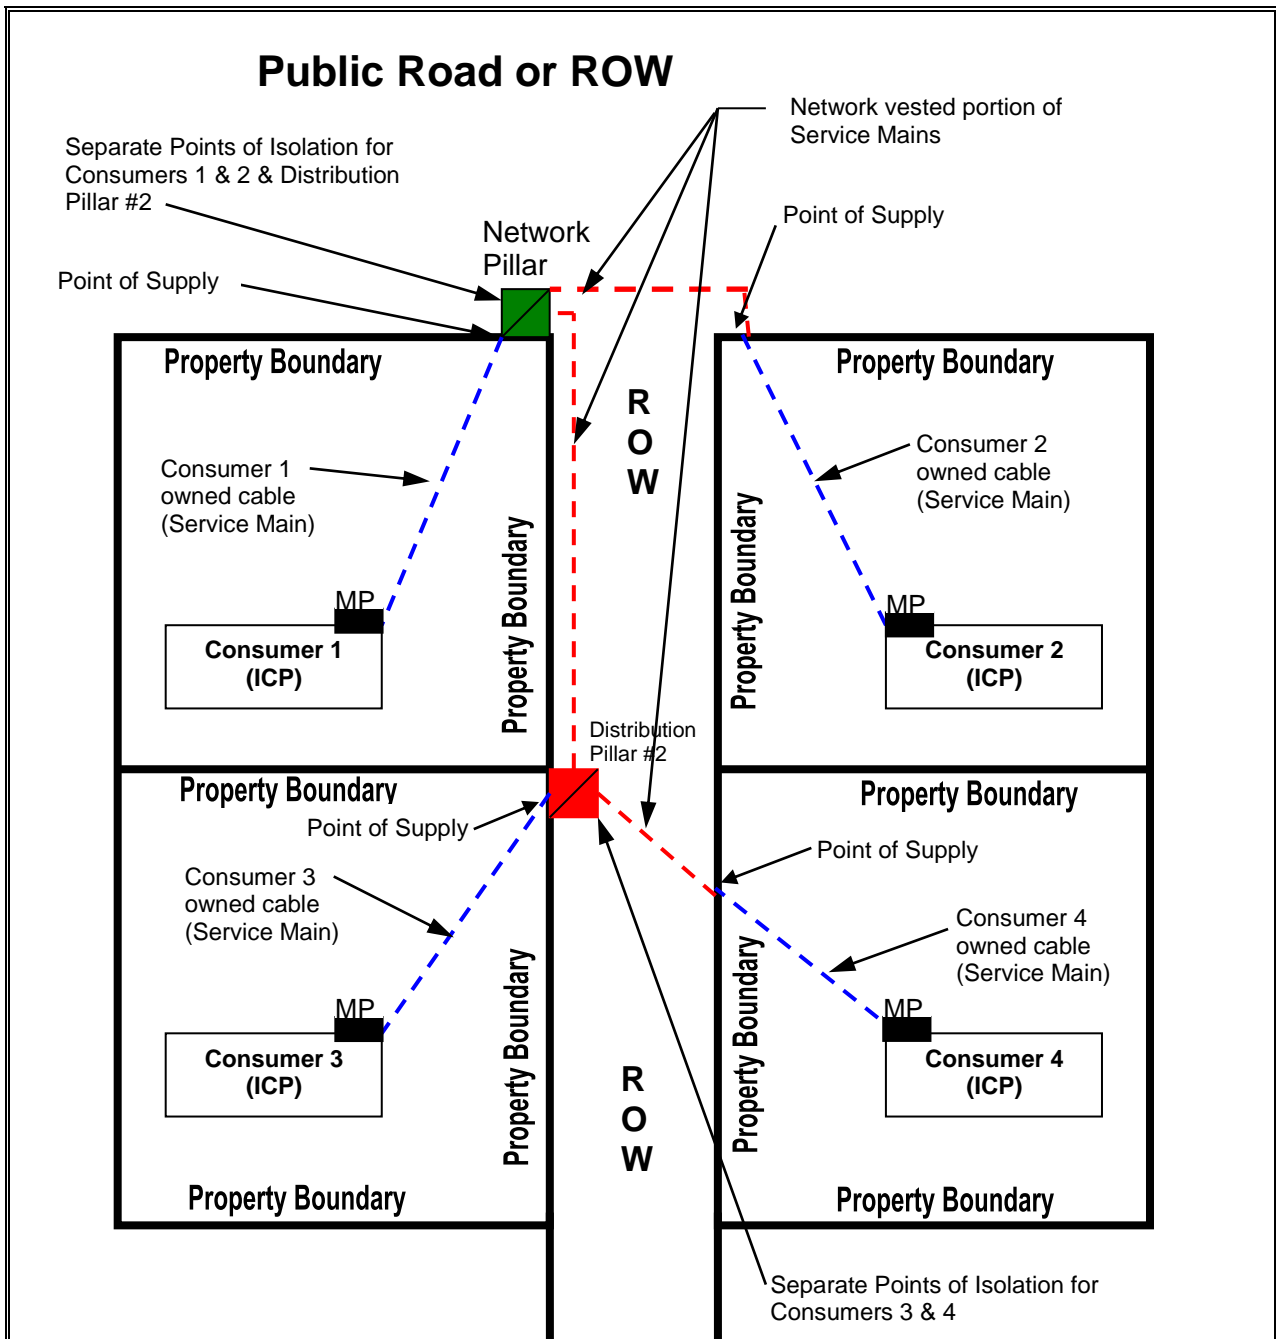 Public Road or ROW
Network vested portion of
Service Mains
Separate Points of Isolation for
Consumers 1 & 2 & Distribution
Pillar #2
Point of Supply
Network
Pillar
Point of Supply
Property Boundary
Property Boundary
R
O
W
Consumer 1
owned cable
(Service Main)
Consumer 2
owned cable
(Service Main)
Property Boundary
Property Boundary
MP
Consumer 1
(ICP)
MP
Consumer 2
(ICP)
Distribution
Pillar #2
Property Boundary
Property Boundary
Point of Supply
Point of Supply
Consumer 3
owned cable
(Service Main)
Consumer 4
owned cable
(Service Main)
Property Boundary
Property Boundary
MP
Consumer 3
(ICP)
MP
Consumer 4
(ICP)
R
O
W
Property Boundary
Property Boundary
Separate Points of Isolation for
Consumers 3 & 4